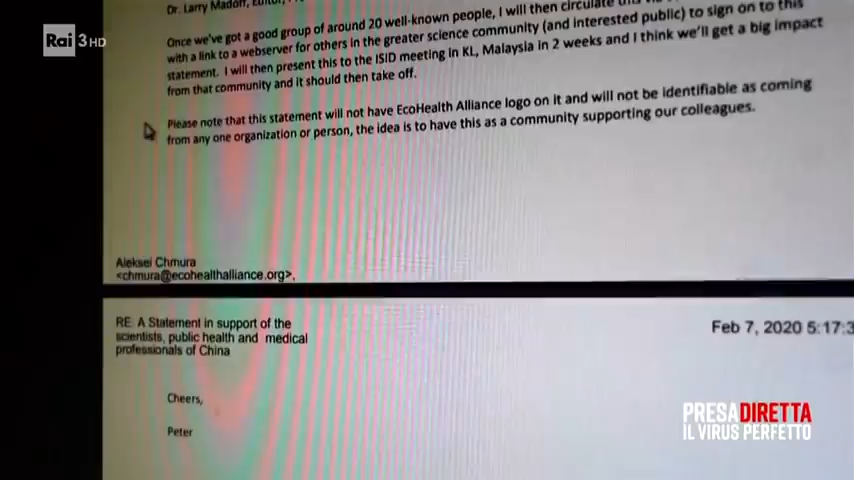 Rai 3HD
Dr. Larry Madoff, Editor,
Once we've got a good group of around 20 well-known people, I will then circulate
with a link to a webserver for others in the greater science community (and interested public) to sign on to this
statement. I will then present this to the ISID meeting in KL, Malaysia in 2 weeks and I think we'll get a big impact
from that community and it should then take off.
Please note that this statement will not have EcoHealth Alliance logo on it and will not be identifiable as coming
from any one organization or person, the idea is to have this as a community supporting our colleagues.
Aleksei Chmura
<chmura@ecohealthalliance.org>,
RE: A Statement in support of the
scientists, public health and medical
professionals of China
Feb 7, 2020 5:17:3
Cheers,
Peter
PRESADIRETTA
IL VIRUS PERFETTO